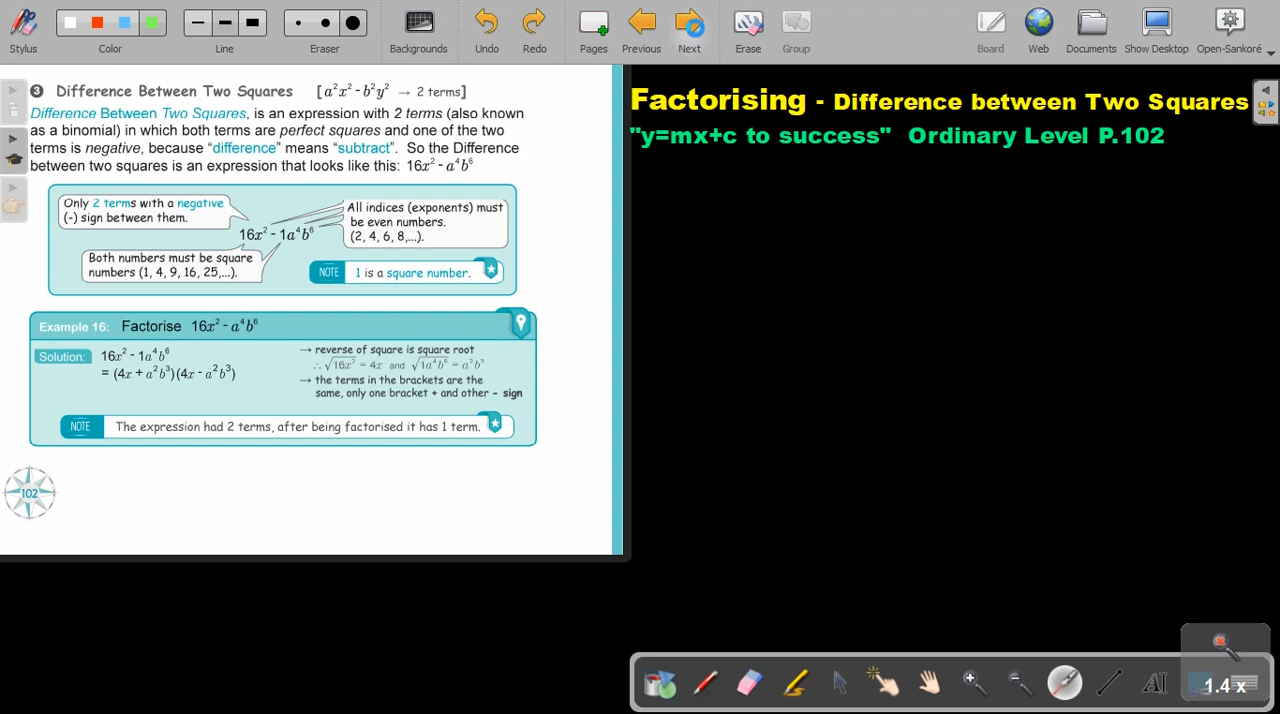 Stylus Color Line Eraser Backgrounds Undo Redo Pages Previous Next Erase Group Board Web Documents Show Desktop Open-Sankoré
3 Difference Between Two Squares [a²x² - b²y² → 2 terms]
Difference Between Two Squares, is an expression with 2 terms (also known
as a binomial) in which both terms are perfect squares and one of the two
terms is negative, because “difference” means “subtract”. So the Difference
between two squares is an expression that looks like this: 16x² - a⁴b⁶
Only 2 terms with a negative
(-) sign between them.
All indices (exponents) must
be even numbers.
(2, 4, 6, 8,...).
16x² - 1a⁴b⁶
Both numbers must be square
numbers (1, 4, 9, 16, 25,...).
NOTE 1 is a square number.
Example 16: Factorise 16x² - a⁴b⁶
Solution: 16x² - 1a⁴b⁶
= (4x + a²b³)(4x - a²b³)
→ reverse of square is square root
∴ √16x² = 4x and √1a⁴b⁶ = a²b³
→ the terms in the brackets are the
same, only one bracket + and other - sign
NOTE The expression had 2 terms, after being factorised it has 1 term.
102
Factorising - Difference between Two Squares
"y=mx+c to success" Ordinary Level P.102
1.4 x